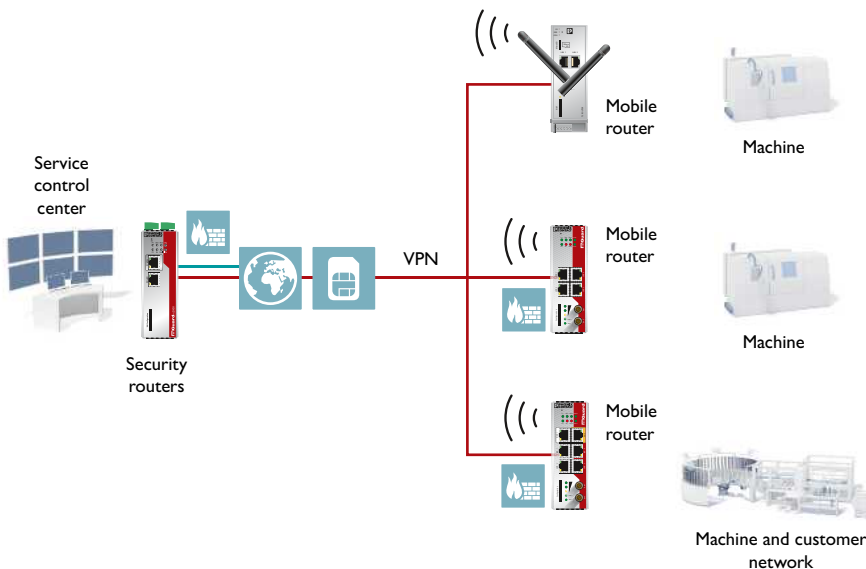 Service
control
center
Security
routers
VPN
Mobile
router
Machine
Mobile
router
Machine
Mobile
router
Machine and customer
network